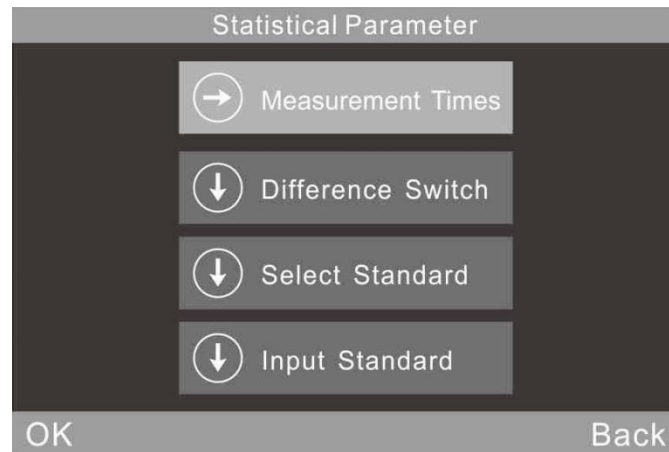 Statistical Parameter
Measurement Times
Difference Switch
Select Standard
Input Standard
OK Back